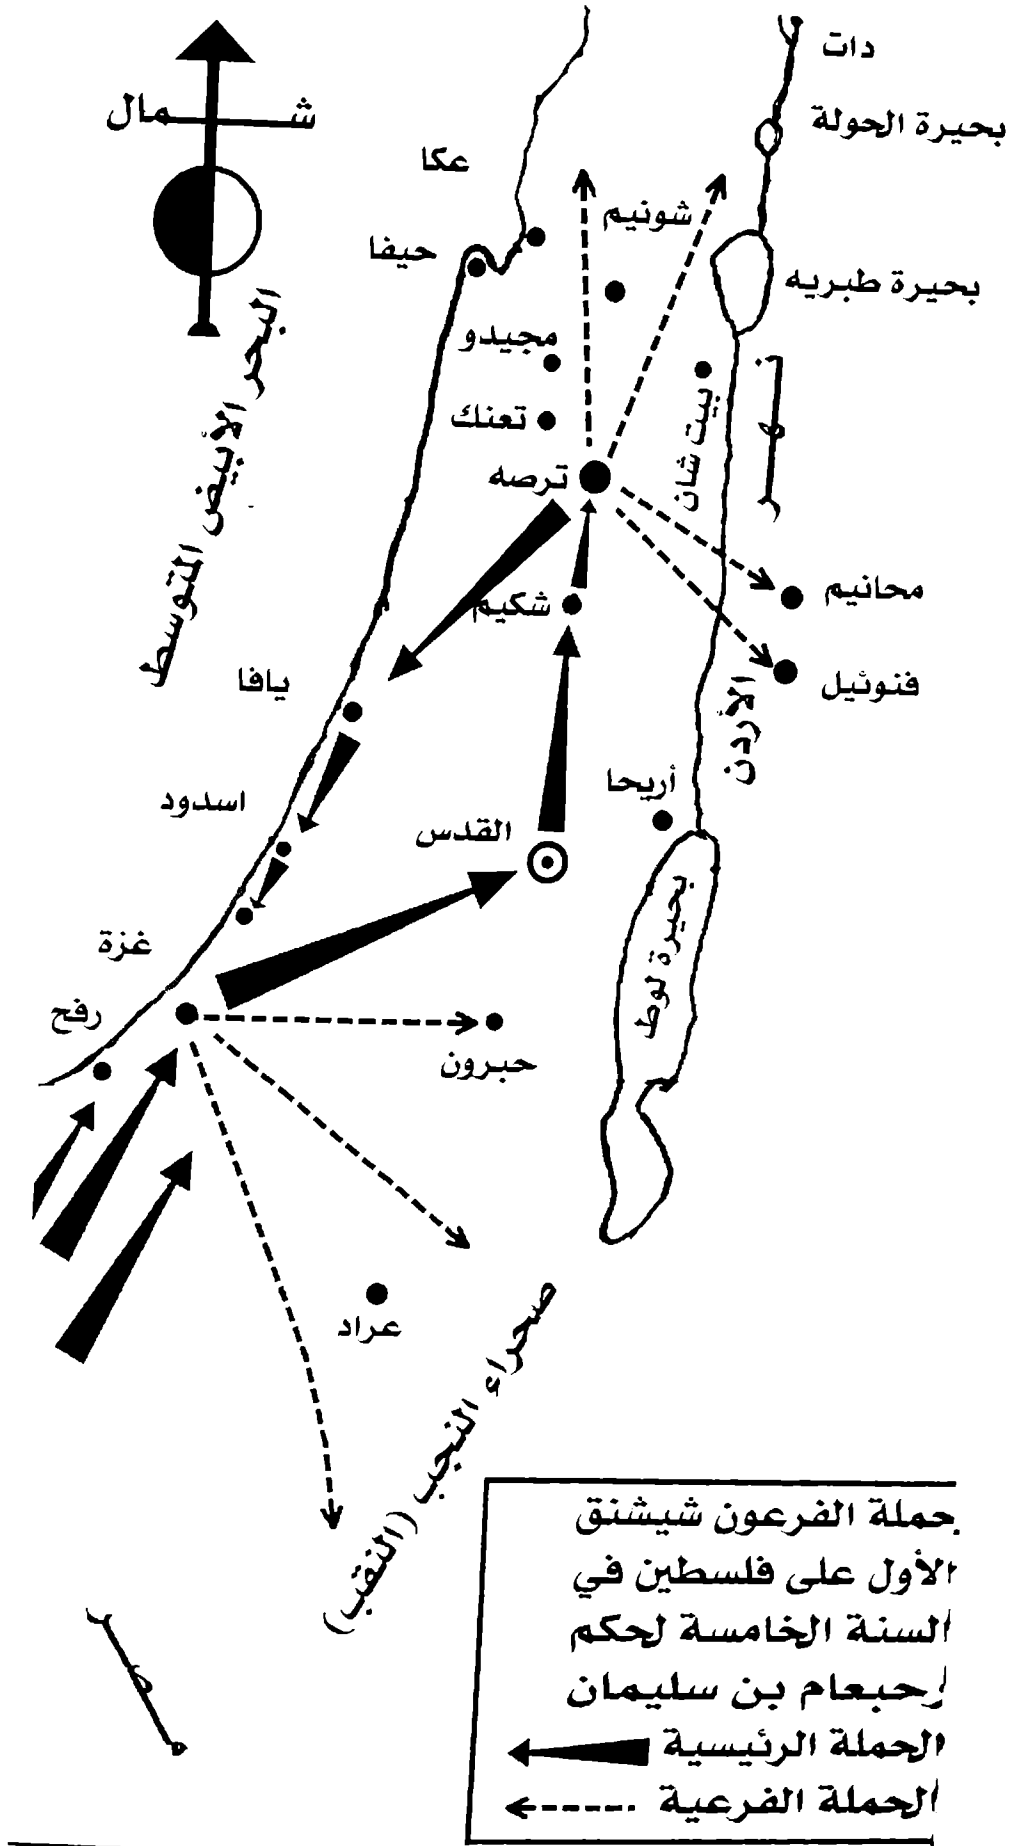 دات
بحيرة الحولة
شمال
عكا
شونيم
حيفا
بحيرة طبريه
البحر الأبيض المتوسط
مجيدو
نهر
بيت شان
تعنك
ترصه
محانيم
شكيم
فنوئيل
يافا
الأردن
أريحا
اسدود
القدس
بحيرة لوط
غزة
رفح
حبرون
عراد
صحراء النجب (النقب)
مصر
حملة الفرعون شيشنق
الأول على فلسطين في
السنة الخامسة لحكم
رحبعام بن سليمان
الحملة الرئيسية
الحملة الفرعية